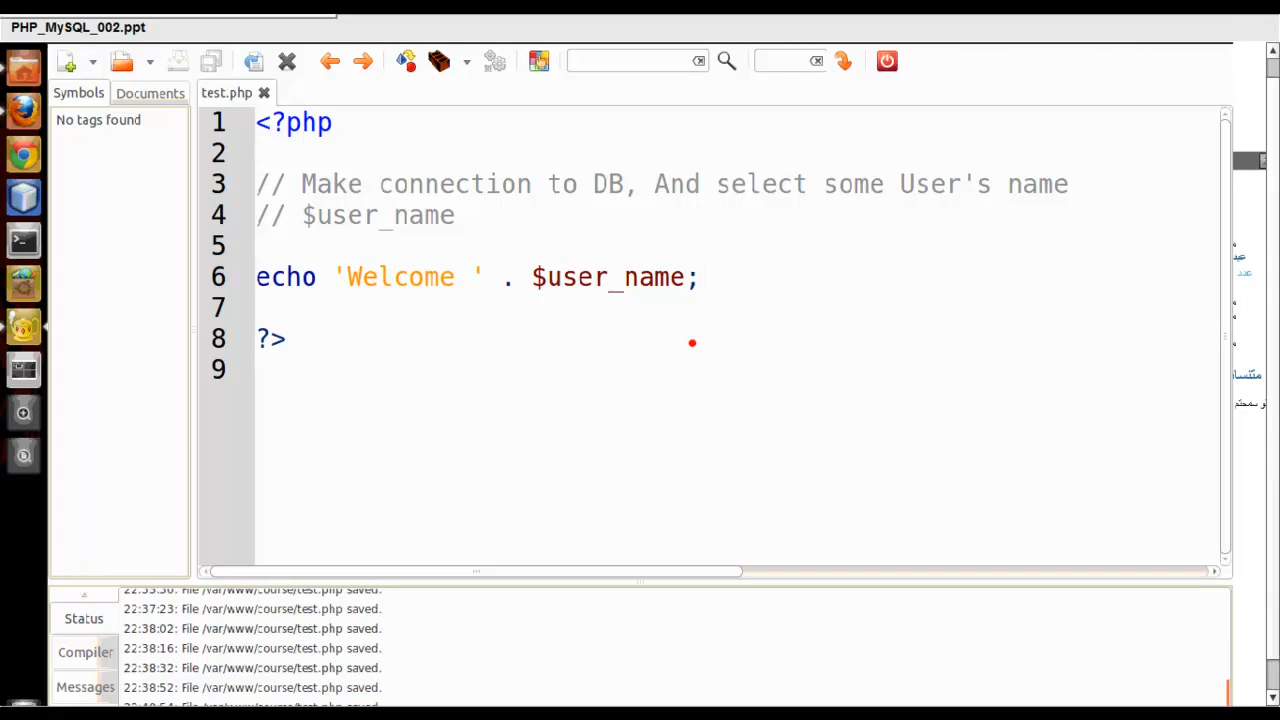 PHP_MySQL_002.ppt
Symbols
Documents
test.php
No tags found
1 <?php
2
3 // Make connection to DB, And select some User's name
4 // $user_name
5
6 echo 'Welcome ' . $user_name;
7
8 ?>
9
Status
Compiler
Messages
22:37:23: File /var/www/course/test.php saved.
22:38:02: File /var/www/course/test.php saved.
22:38:16: File /var/www/course/test.php saved.
22:38:32: File /var/www/course/test.php saved.
22:38:52: File /var/www/course/test.php saved.